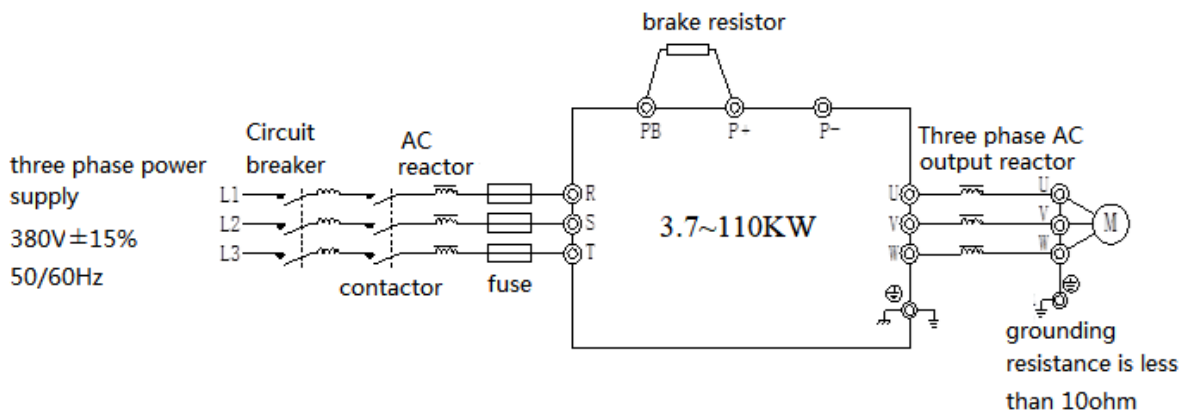 brake resistor
PB
P+
P-
Circuit
breaker
AC
reactor
Three phase AC
output reactor
three phase power
supply
380V±15%
50/60Hz
L1
L2
L3
R
S
T
contactor
fuse
3.7~110KW
U
V
W
U
V
W
M
grounding
resistance is less
than 10ohm